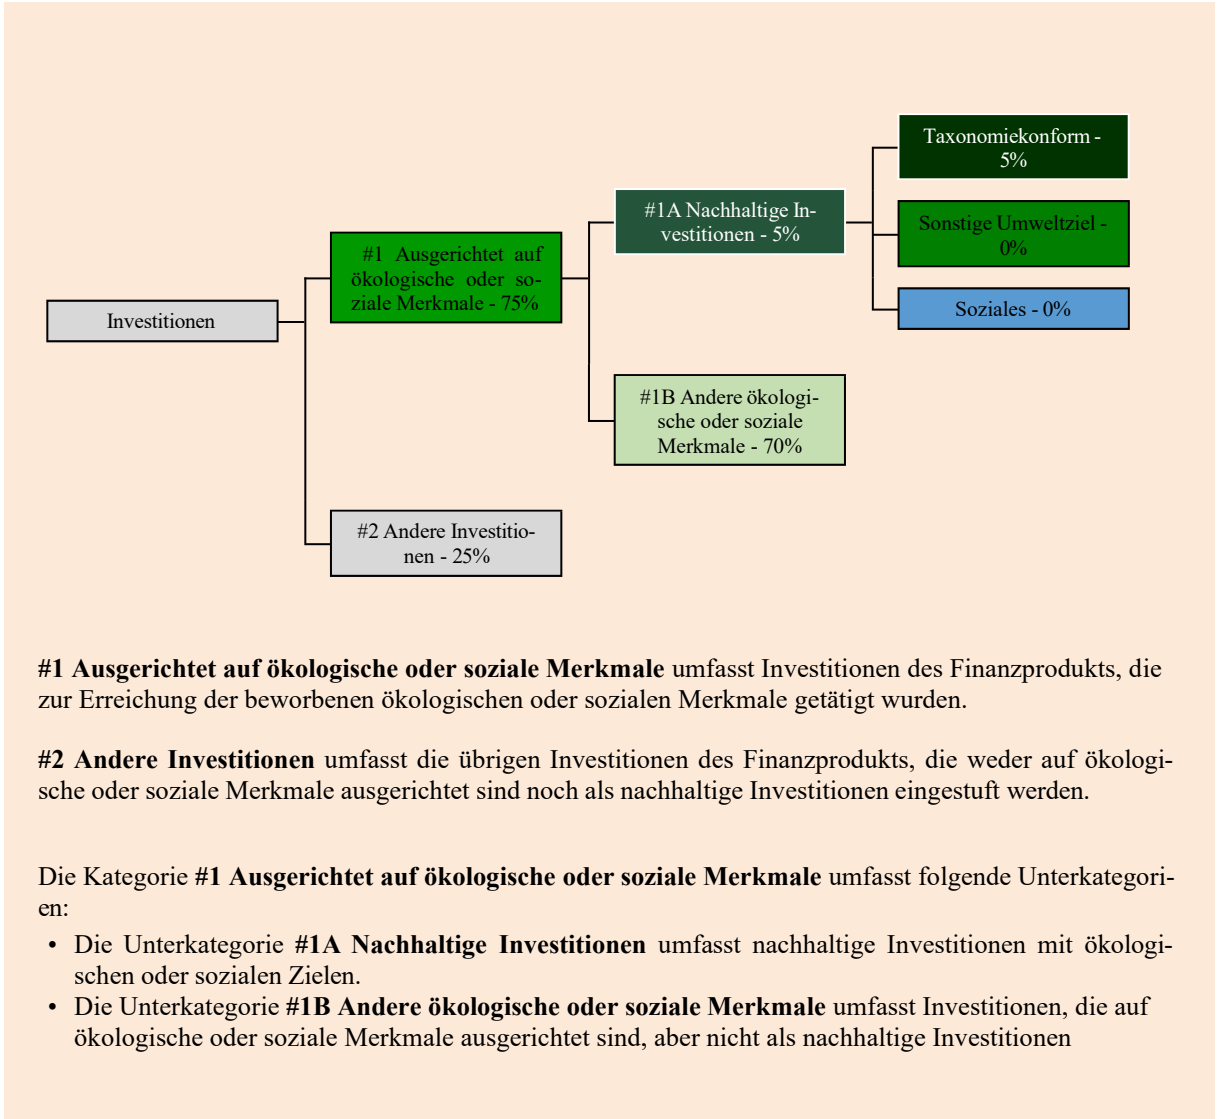 Taxonomiekonform -
5%
#1A Nachhaltige In-
vestitionen - 5%
Sonstige Umweltziel -
0%
#1 Ausgerichtet auf
ökologische oder so-
ziale Merkmale - 75%
Soziales - 0%
Investitionen
#1B Andere ökologi-
sche oder soziale
Merkmale - 70%
#2 Andere Investitio-
nen - 25%
#1 Ausgerichtet auf ökologische oder soziale Merkmale umfasst Investitionen des Finanzprodukts, die
zur Erreichung der beworbenen ökologischen oder sozialen Merkmale getätigt wurden.
#2 Andere Investitionen umfasst die übrigen Investitionen des Finanzprodukts, die weder auf ökologi-
sche oder soziale Merkmale ausgerichtet sind noch als nachhaltige Investitionen eingestuft werden.
Die Kategorie #1 Ausgerichtet auf ökologische oder soziale Merkmale umfasst folgende Unterkategori-
en:
• Die Unterkategorie #1A Nachhaltige Investitionen umfasst nachhaltige Investitionen mit ökologi-
schen oder sozialen Zielen.
• Die Unterkategorie #1B Andere ökologische oder soziale Merkmale umfasst Investitionen, die auf
ökologische oder soziale Merkmale ausgerichtet sind, aber nicht als nachhaltige Investitionen